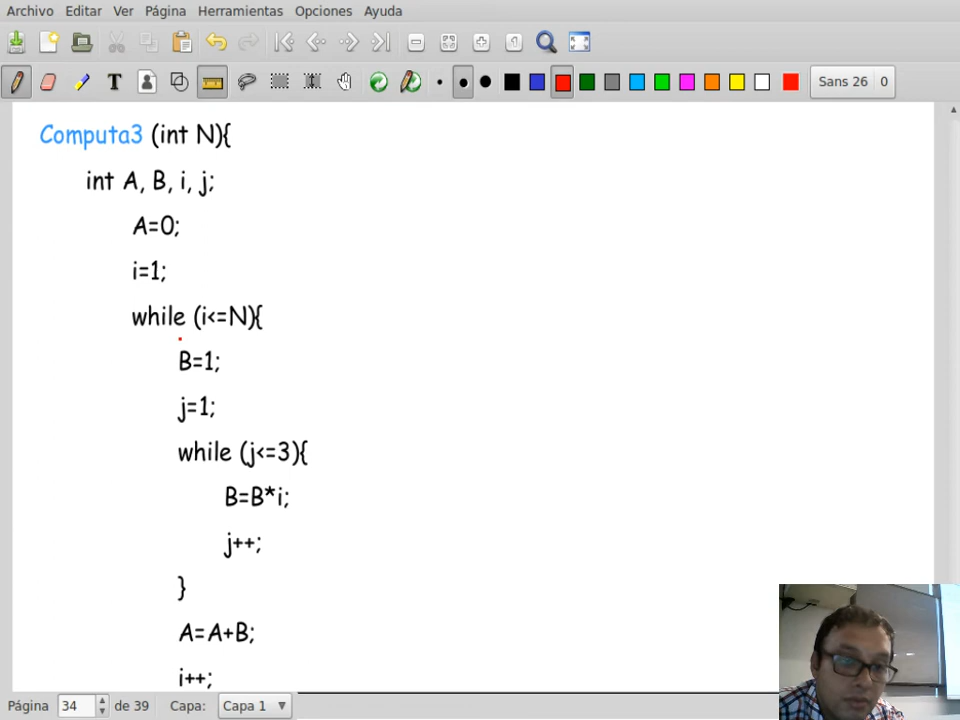 Archivo Editar Ver Página Herramientas Opciones Ayuda
T Sans 26 0
Computa3 (int N){
int A, B, i, j;
A=0;
i=1;
while (i<=N){
B=1;
j=1;
while (j<=3){
B=B*i;
j++;
}
A=A+B;
i++;
Página 34 de 39 Capa: Capa 1